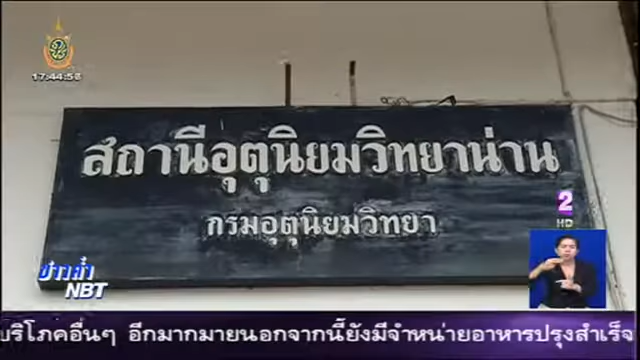 17:44:53
สถานีอุตุนิยมวิทยาน่าน
กรมอุตุนิยมวิทยา
2
HD
ข่าวค่ำ
NBT
บริโภคอื่นๆ อีกมากมายนอกจากนี้ยังมีจำหน่ายอาหารปรุงสำเร็จ